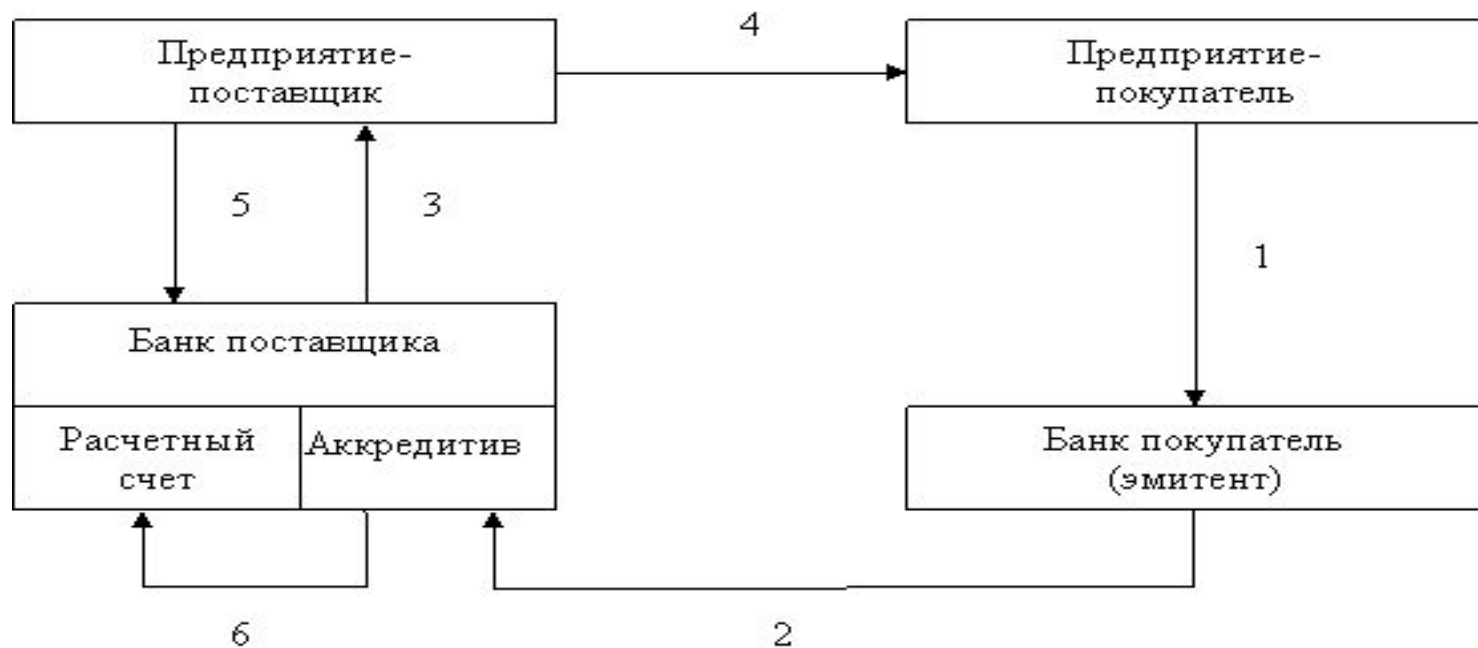 4
Предприятие-
поставщик
Предприятие-
покупатель
5
3
1
Банк поставщика
Расчетный
счет
Аккредитив
Банк покупатель
(эмитент)
6
2